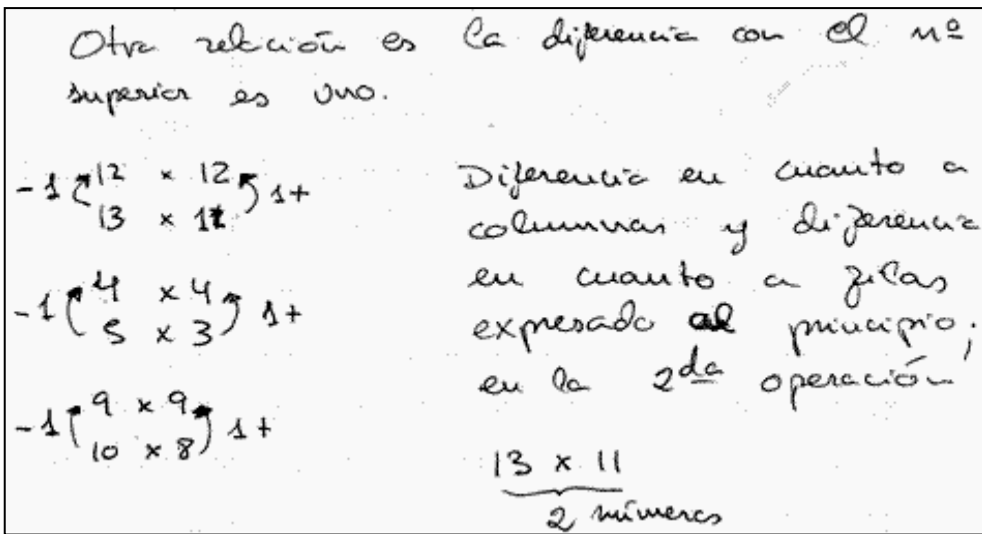 Otra relación es la diferencia con el nº
superior es uno.
-1 12 x 12 1+
13 x 11
-1 4 x 4 1+
5 x 3
-1 9 x 9 1+
10 x 8
Diferencia en cuanto a
columnas y diferencia
en cuanto a filas
expresado al principio;
en la 2da operación
13 x 11
2 números